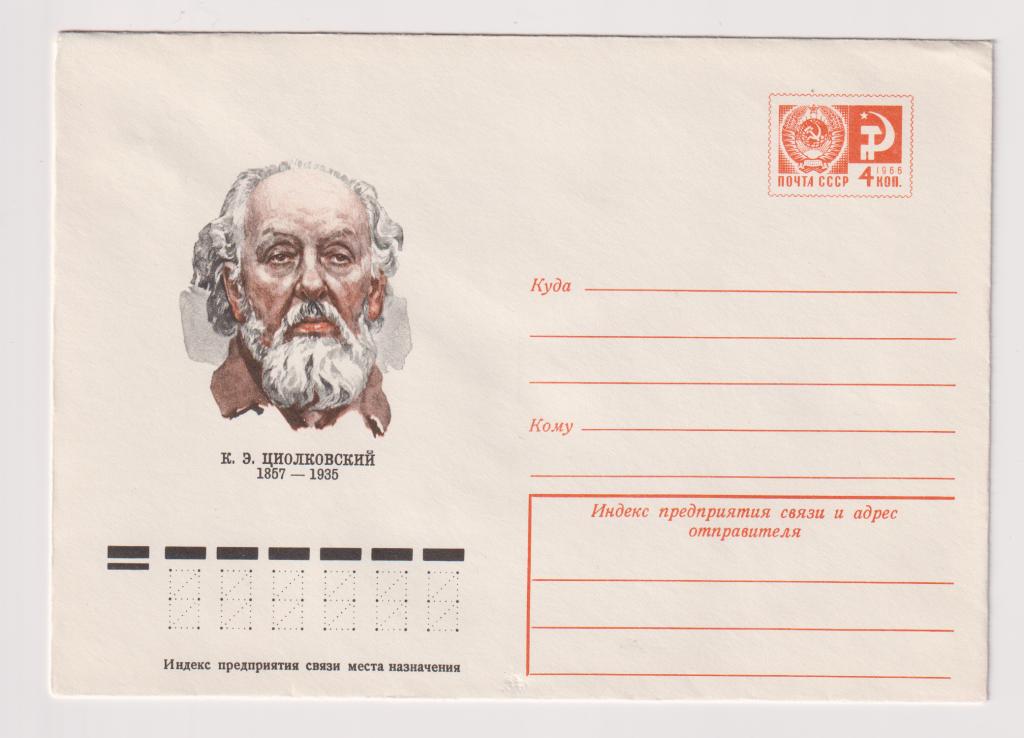 К. Э. ЦИОЛКОВСКИЙ
1857 — 1935
Индекс предприятия связи места назначения
1966
ПОЧТА СССР 4 КОП.
Куда
Кому
Индекс предприятия связи и адрес
отправителя